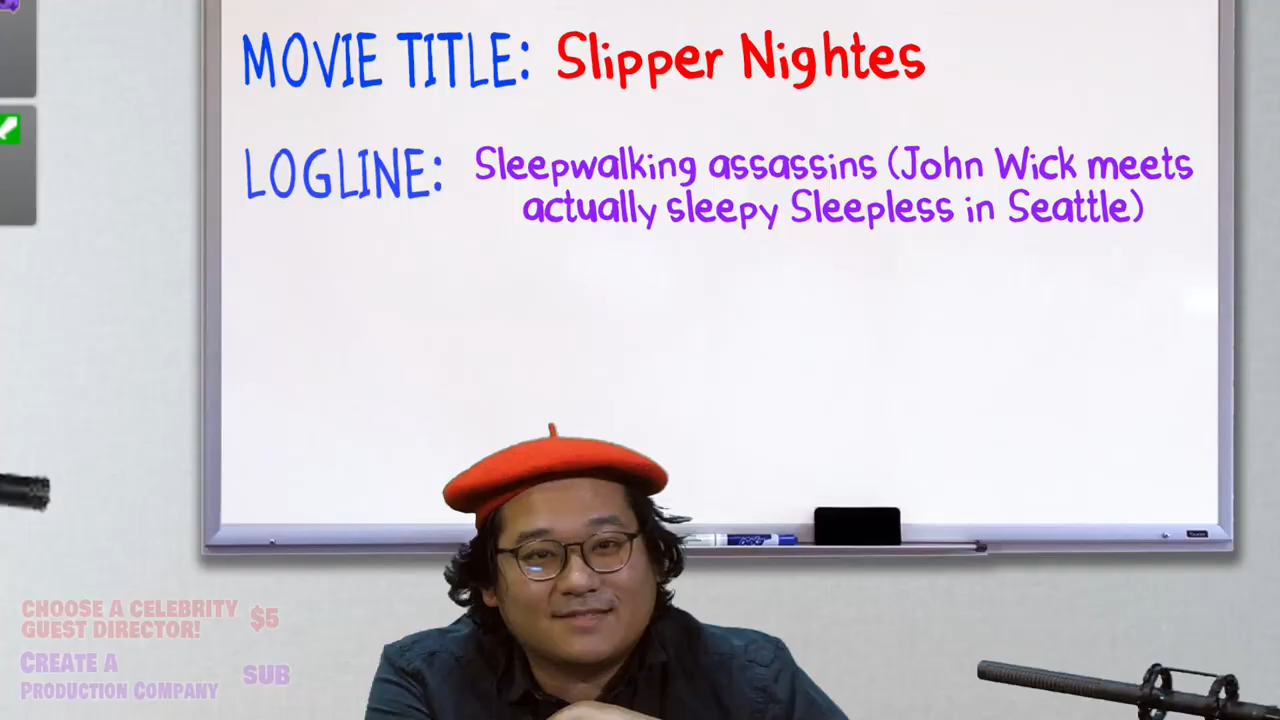 MOVIE TITLE: Slipper Nightes
LOGLINE: Sleepwalking assassins (John Wick meets
actually sleepy Sleepless in Seattle)
CHOOSE A CELEBRITY
GUEST DIRECTOR! $5
CREATE A
PRODUCTION COMPANY SUB